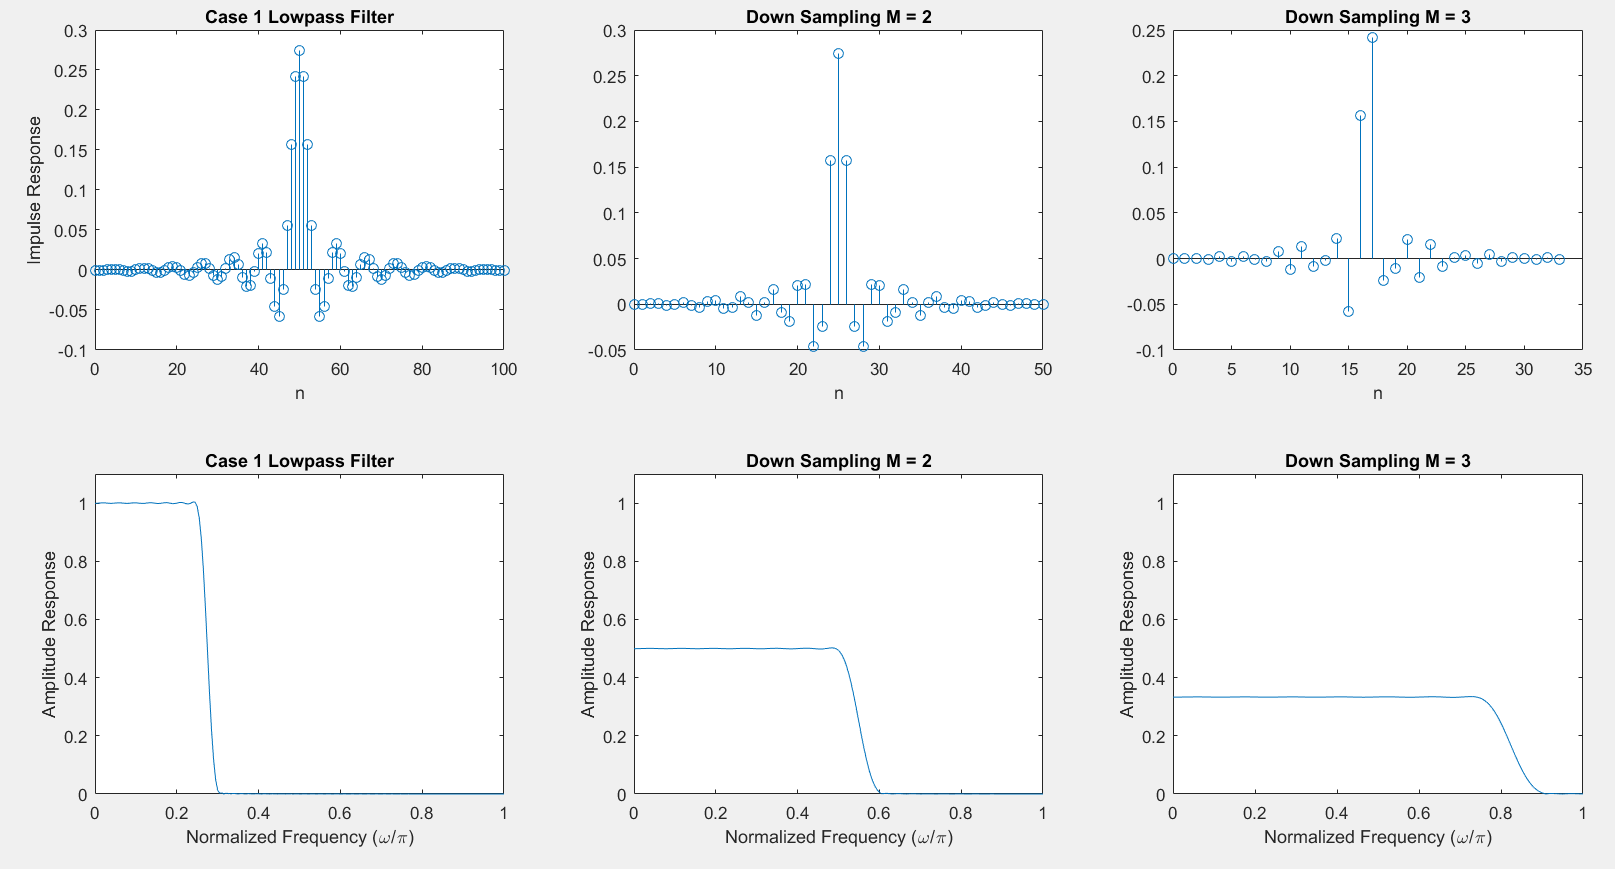 Case 1 Lowpass Filter
Impulse Response
0.3
0.25
0.2
0.15
0.1
0.05
0
-0.05
-0.1
0 20 40 60 80 100
n
Down Sampling M = 2
0.3
0.25
0.2
0.15
0.1
0.05
0
-0.05
0 10 20 30 40 50
n
Down Sampling M = 3
0.25
0.2
0.15
0.1
0.05
0
-0.05
-0.1
0 5 10 15 20 25 30 35
n
Case 1 Lowpass Filter
Amplitude Response
1
0.8
0.6
0.4
0.2
0
0 0.2 0.4 0.6 0.8 1
Normalized Frequency (ω/π)
Down Sampling M = 2
Amplitude Response
1
0.8
0.6
0.4
0.2
0
0 0.2 0.4 0.6 0.8 1
Normalized Frequency (ω/π)
Down Sampling M = 3
Amplitude Response
1
0.8
0.6
0.4
0.2
0
0 0.2 0.4 0.6 0.8 1
Normalized Frequency (ω/π)